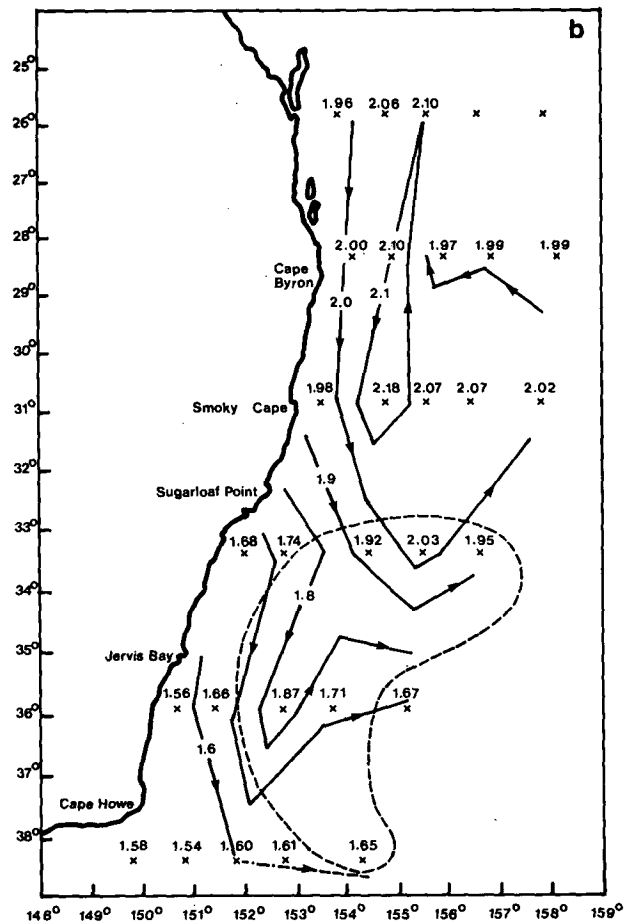 b
25°
1.96 2.06 2.10
26°
27°
28°
2.00 2.10 1.97 1.99 1.99
Cape
Byron
29°
2.0 2.1
30°
1.98 2.18 2.07 2.07 2.02
31°
Smoky Cape
32°
1.9
Sugarloaf Point
33°
1.68 1.74 1.92 2.03 1.95
34°
1.8
35°
Jervis Bay
1.56 1.66 1.87 1.71 1.67
36°
1.6
37°
Cape Howe
38°
1.58 1.54 1.60 1.61 1.65
146° 149° 150° 152° 153° 154° 155° 156° 157° 158° 159°